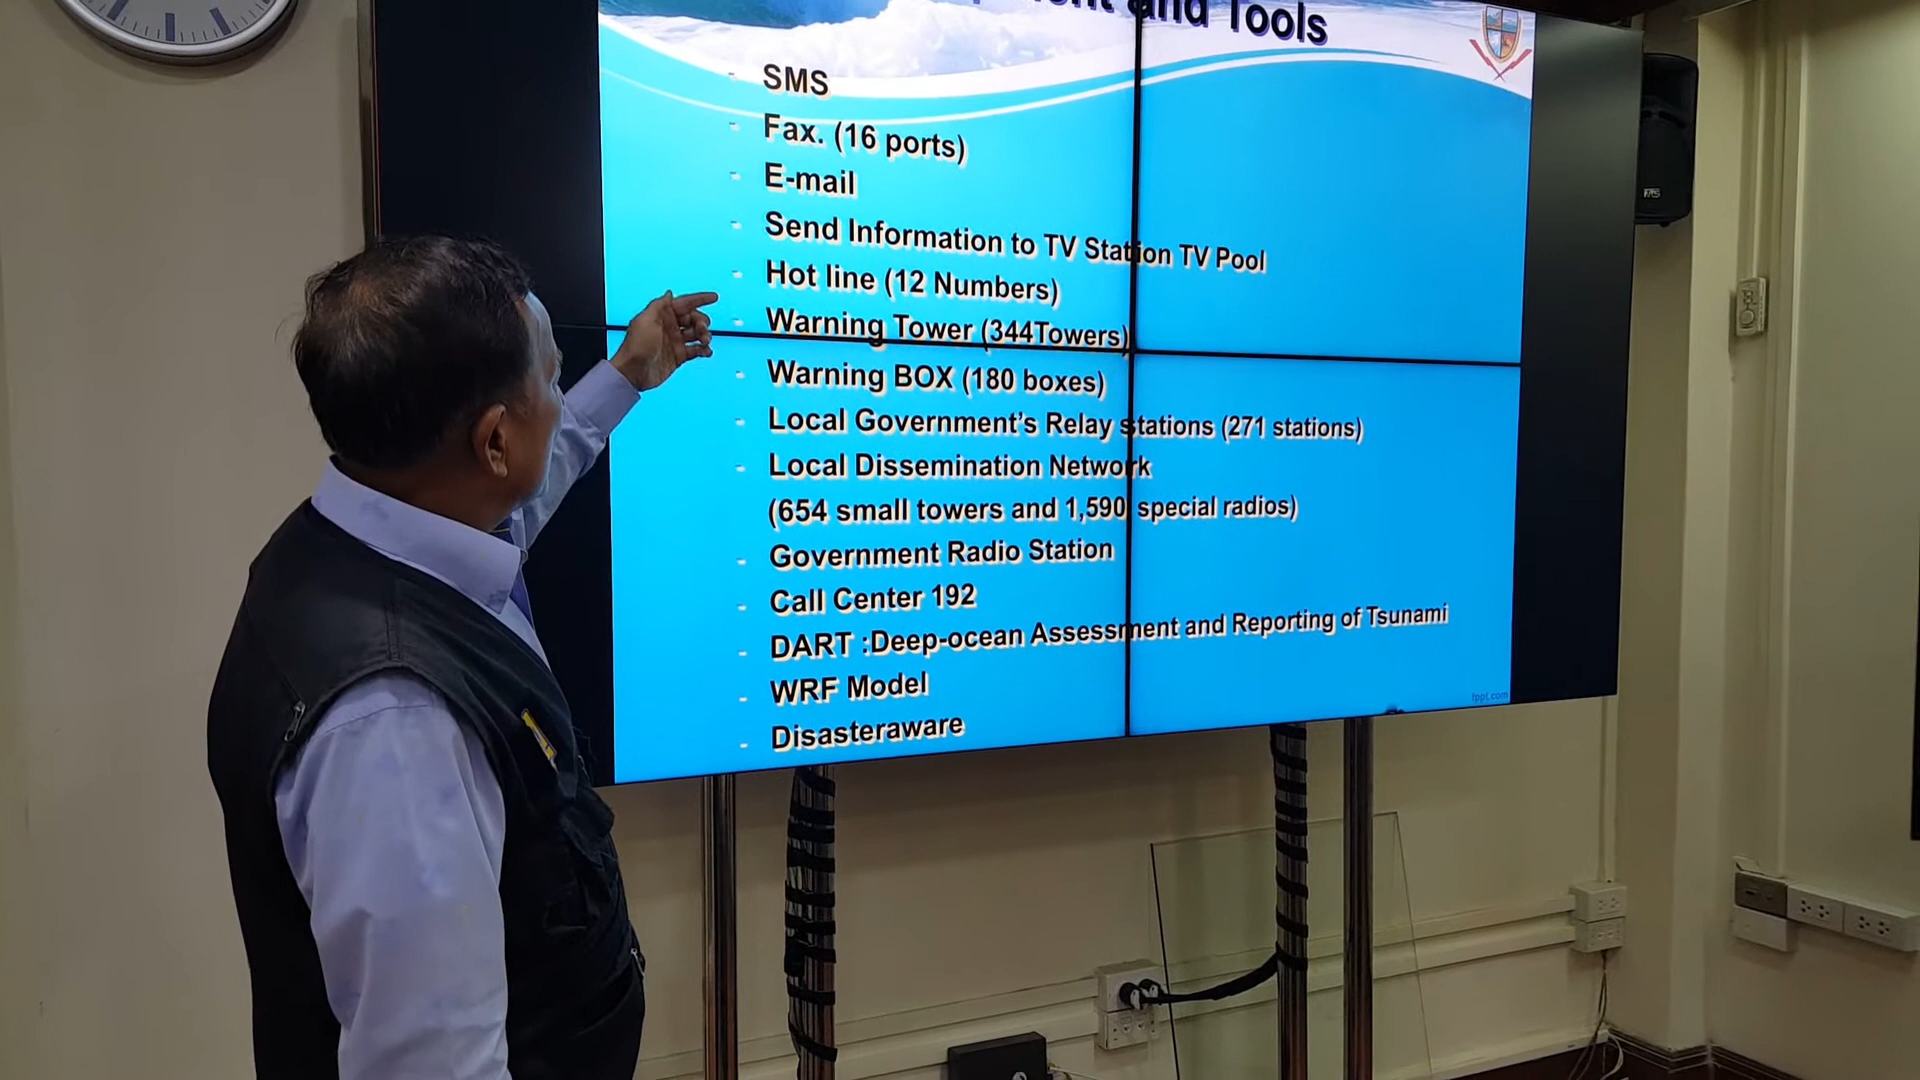 and Tools
- SMS
- Fax. (16 ports)
- E-mail
- Send Information to TV Station TV Pool
- Hot line (12 Numbers)
- Warning Tower (344Towers)
- Warning BOX (180 boxes)
- Local Government's Relay stations (271 stations)
- Local Dissemination Network
(654 small towers and 1,590 special radios)
- Government Radio Station
- Call Center 192
- DART :Deep-ocean Assessment and Reporting of Tsunami
- WRF Model
- Disasteraware
fppt.com